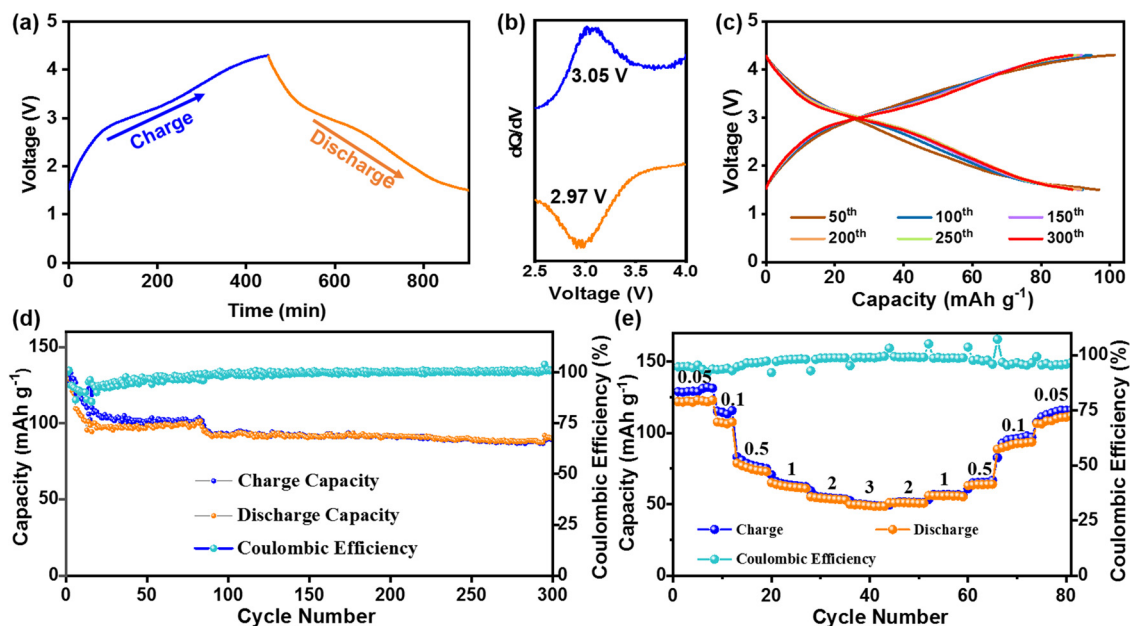 (a)
5
4
3
2
1
0
Voltage (V)
Charge
Discharge
0 200 400 600 800
Time (min)
(b)
dQ/dV
3.05 V
2.97 V
2.5 3.0 3.5 4.0
Voltage (V)
(c)
5
4
3
2
1
0
Voltage (V)
50th 100th 150th
200th 250th 300th
0 20 40 60 80 100
Capacity (mAh g-1)
(d)
150
100
50
0
Capacity (mAh g-1)
Charge Capacity
Discharge Capacity
Coulombic Efficiency
100
75
50
25
0
Coulombic Efficiency (%)
0 50 100 150 200 250 300
Cycle Number
(e)
150
100
50
0
Capacity (mAh g-1)
0.05
0.1
0.5
1
2
3
2
1
0.5
0.1
0.05
Charge Discharge
Coulombic Efficiency
100
75
50
25
0
Coulombic Efficiency (%)
0 20 40 60 80
Cycle Number